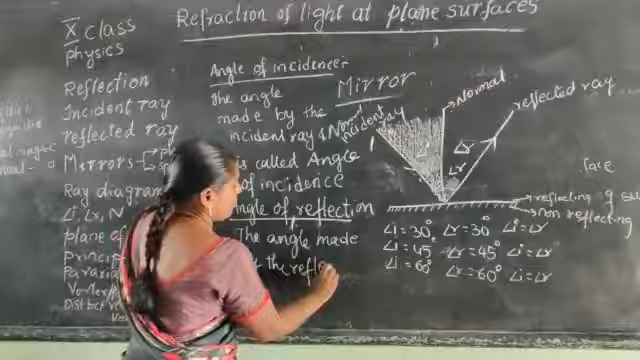 Refraction of light at plane surfaces
X class
physics
Reflection
Incident ray
reflected ray
Mirrors
Ray diagram
∠i, ∠r, N
plane of
princip
Angle of incidence:-
The angle
made by the
incident ray & Normal
is called Angle
of incidence
Angle of reflection
The angle made
the refle
Mirror
incident ray
Normal
reflected ray
∠i
∠r
∠r
face
reflecting
non reflecting
∠i = 30° ∠r = 30° ∠i = ∠r
∠i = 45° ∠r = 45° ∠i = ∠r
∠i = 60° ∠r = 60° ∠i = ∠r